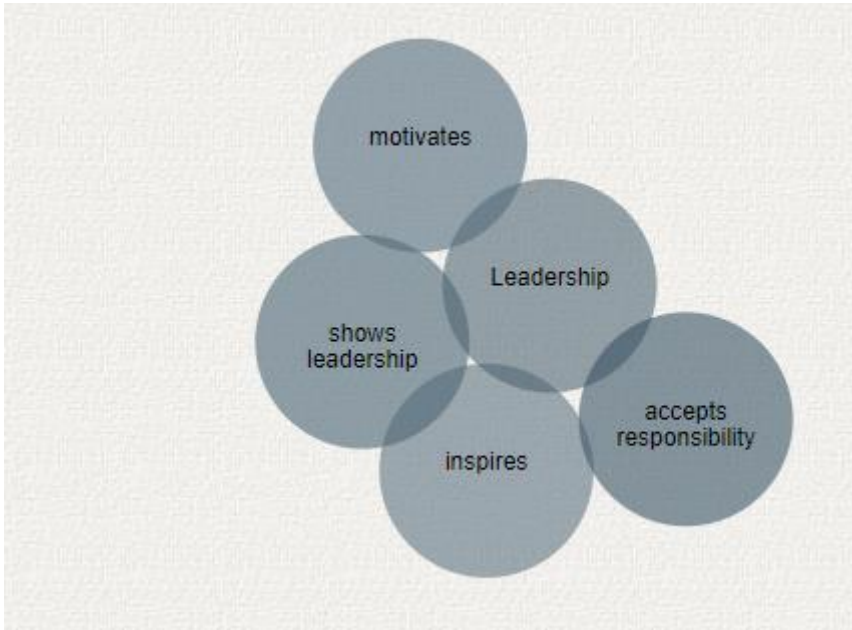 motivates
Leadership
shows
leadership
accepts
responsibility
inspires